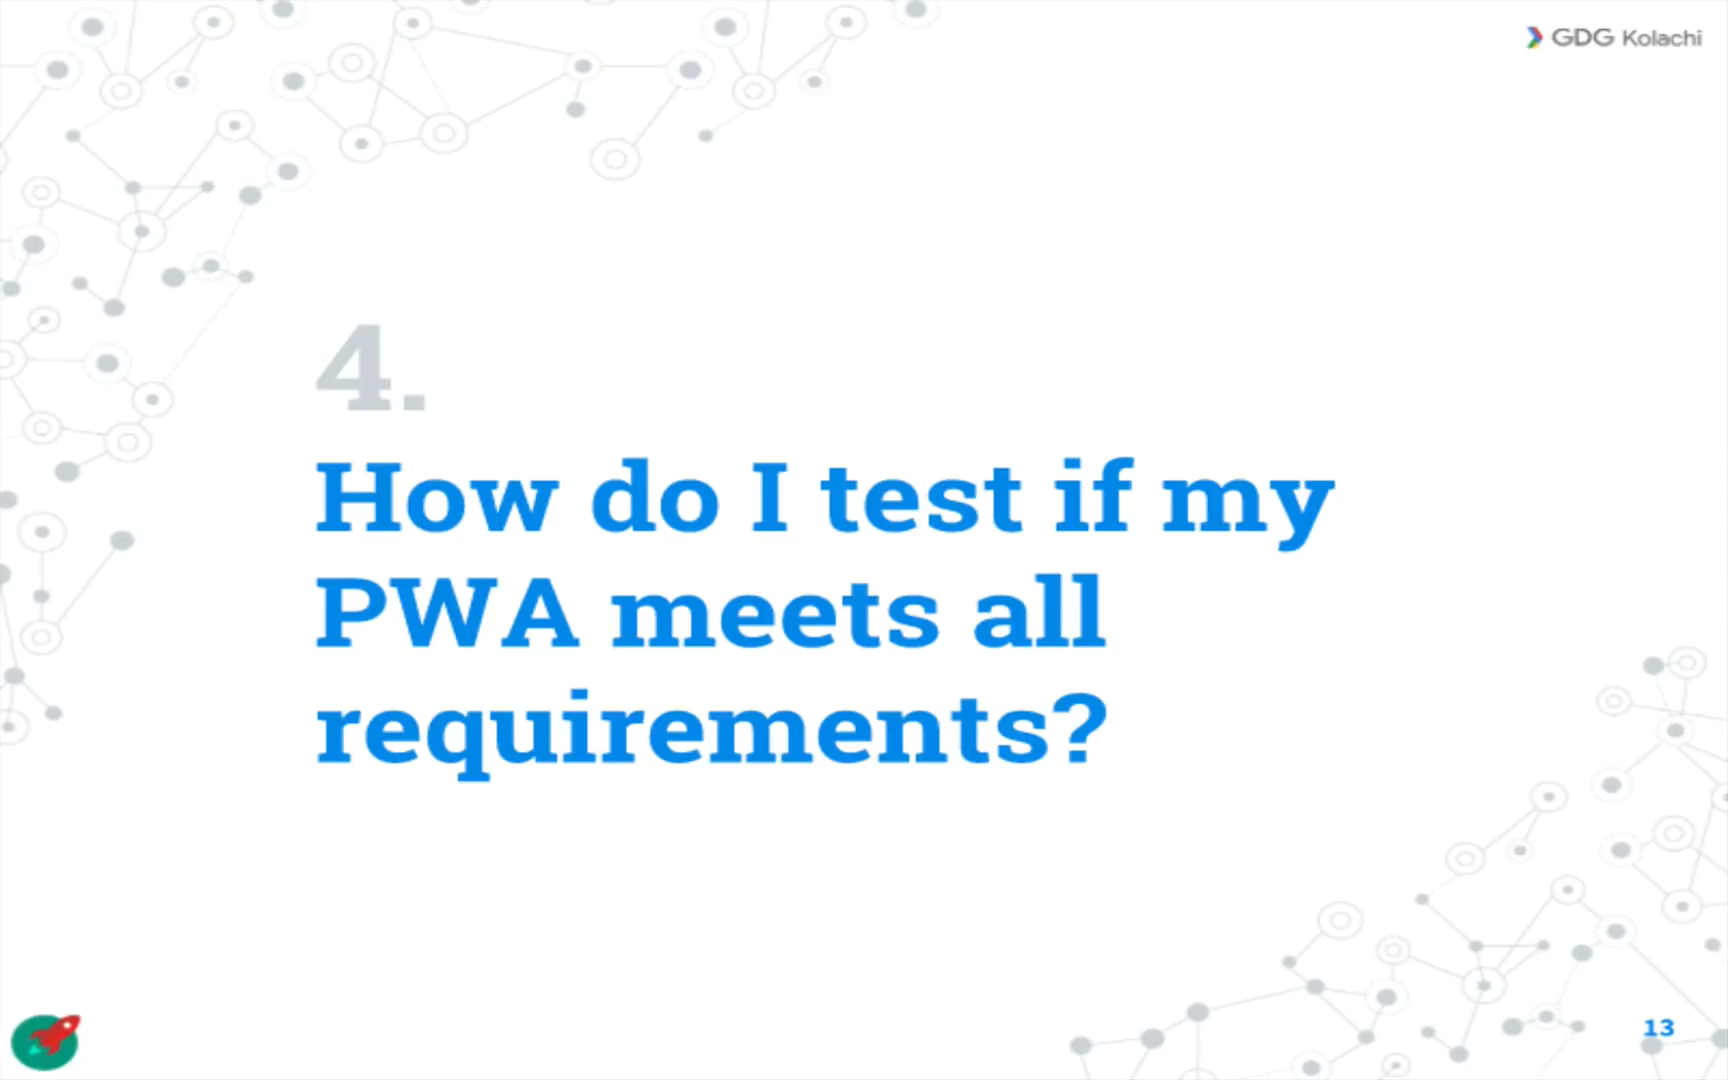 GDG Kolachi
4.
How do I test if my
PWA meets all
requirements?
13